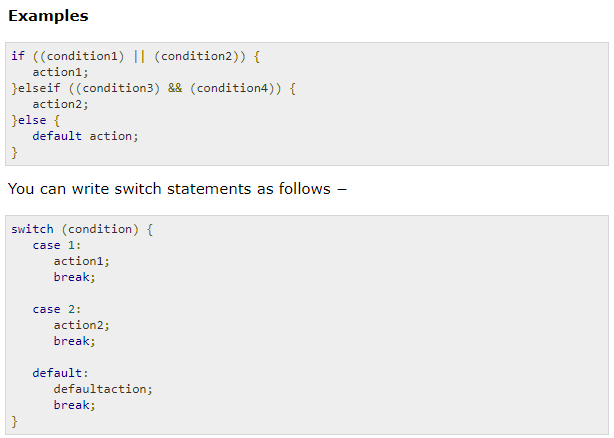 Examples
if ((condition1) || (condition2)) {
   action1;
}elseif ((condition3) && (condition4)) {
   action2;
}else {
   default action;
}
You can write switch statements as follows −
switch (condition) {
   case 1:
      action1;
      break;

   case 2:
      action2;
      break;

   default:
      defaultaction;
      break;
}